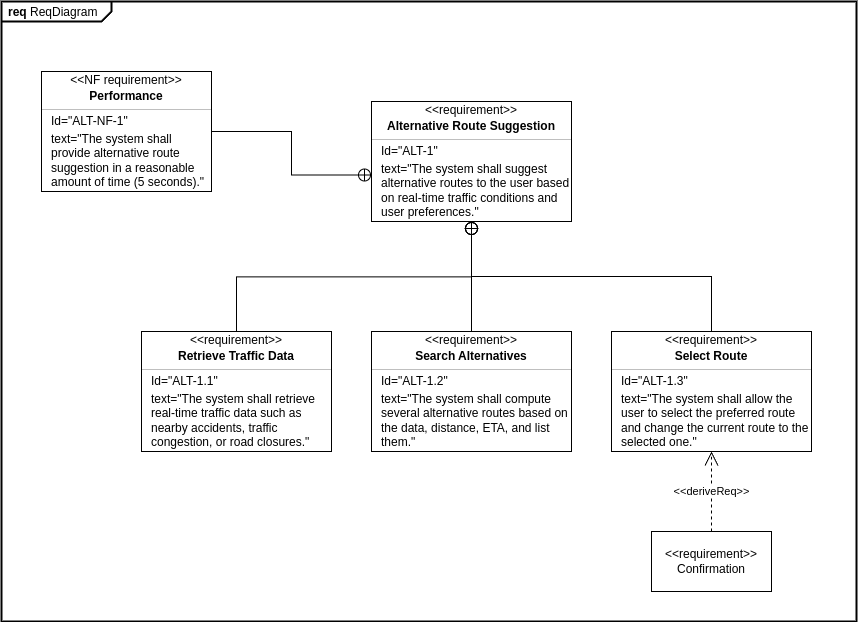 req ReqDiagram
<<NF requirement>>
Performance
Id="ALT-NF-1"
text="The system shall
provide alternative route
suggestion in a reasonable
amount of time (5 seconds)."
<<requirement>>
Alternative Route Suggestion
Id="ALT-1"
text="The system shall suggest
alternative routes to the user based
on real-time traffic conditions and
user preferences."
<<requirement>>
Retrieve Traffic Data
Id="ALT-1.1"
text="The system shall retrieve
real-time traffic data such as
nearby accidents, traffic
congestion, or road closures."
<<requirement>>
Search Alternatives
Id="ALT-1.2"
text="The system shall compute
several alternative routes based on
the data, distance, ETA, and list
them."
<<requirement>>
Select Route
Id="ALT-1.3"
text="The system shall allow the
user to select the preferred route
and change the current route to the
selected one."
<<deriveReq>>
<<requirement>>
Confirmation